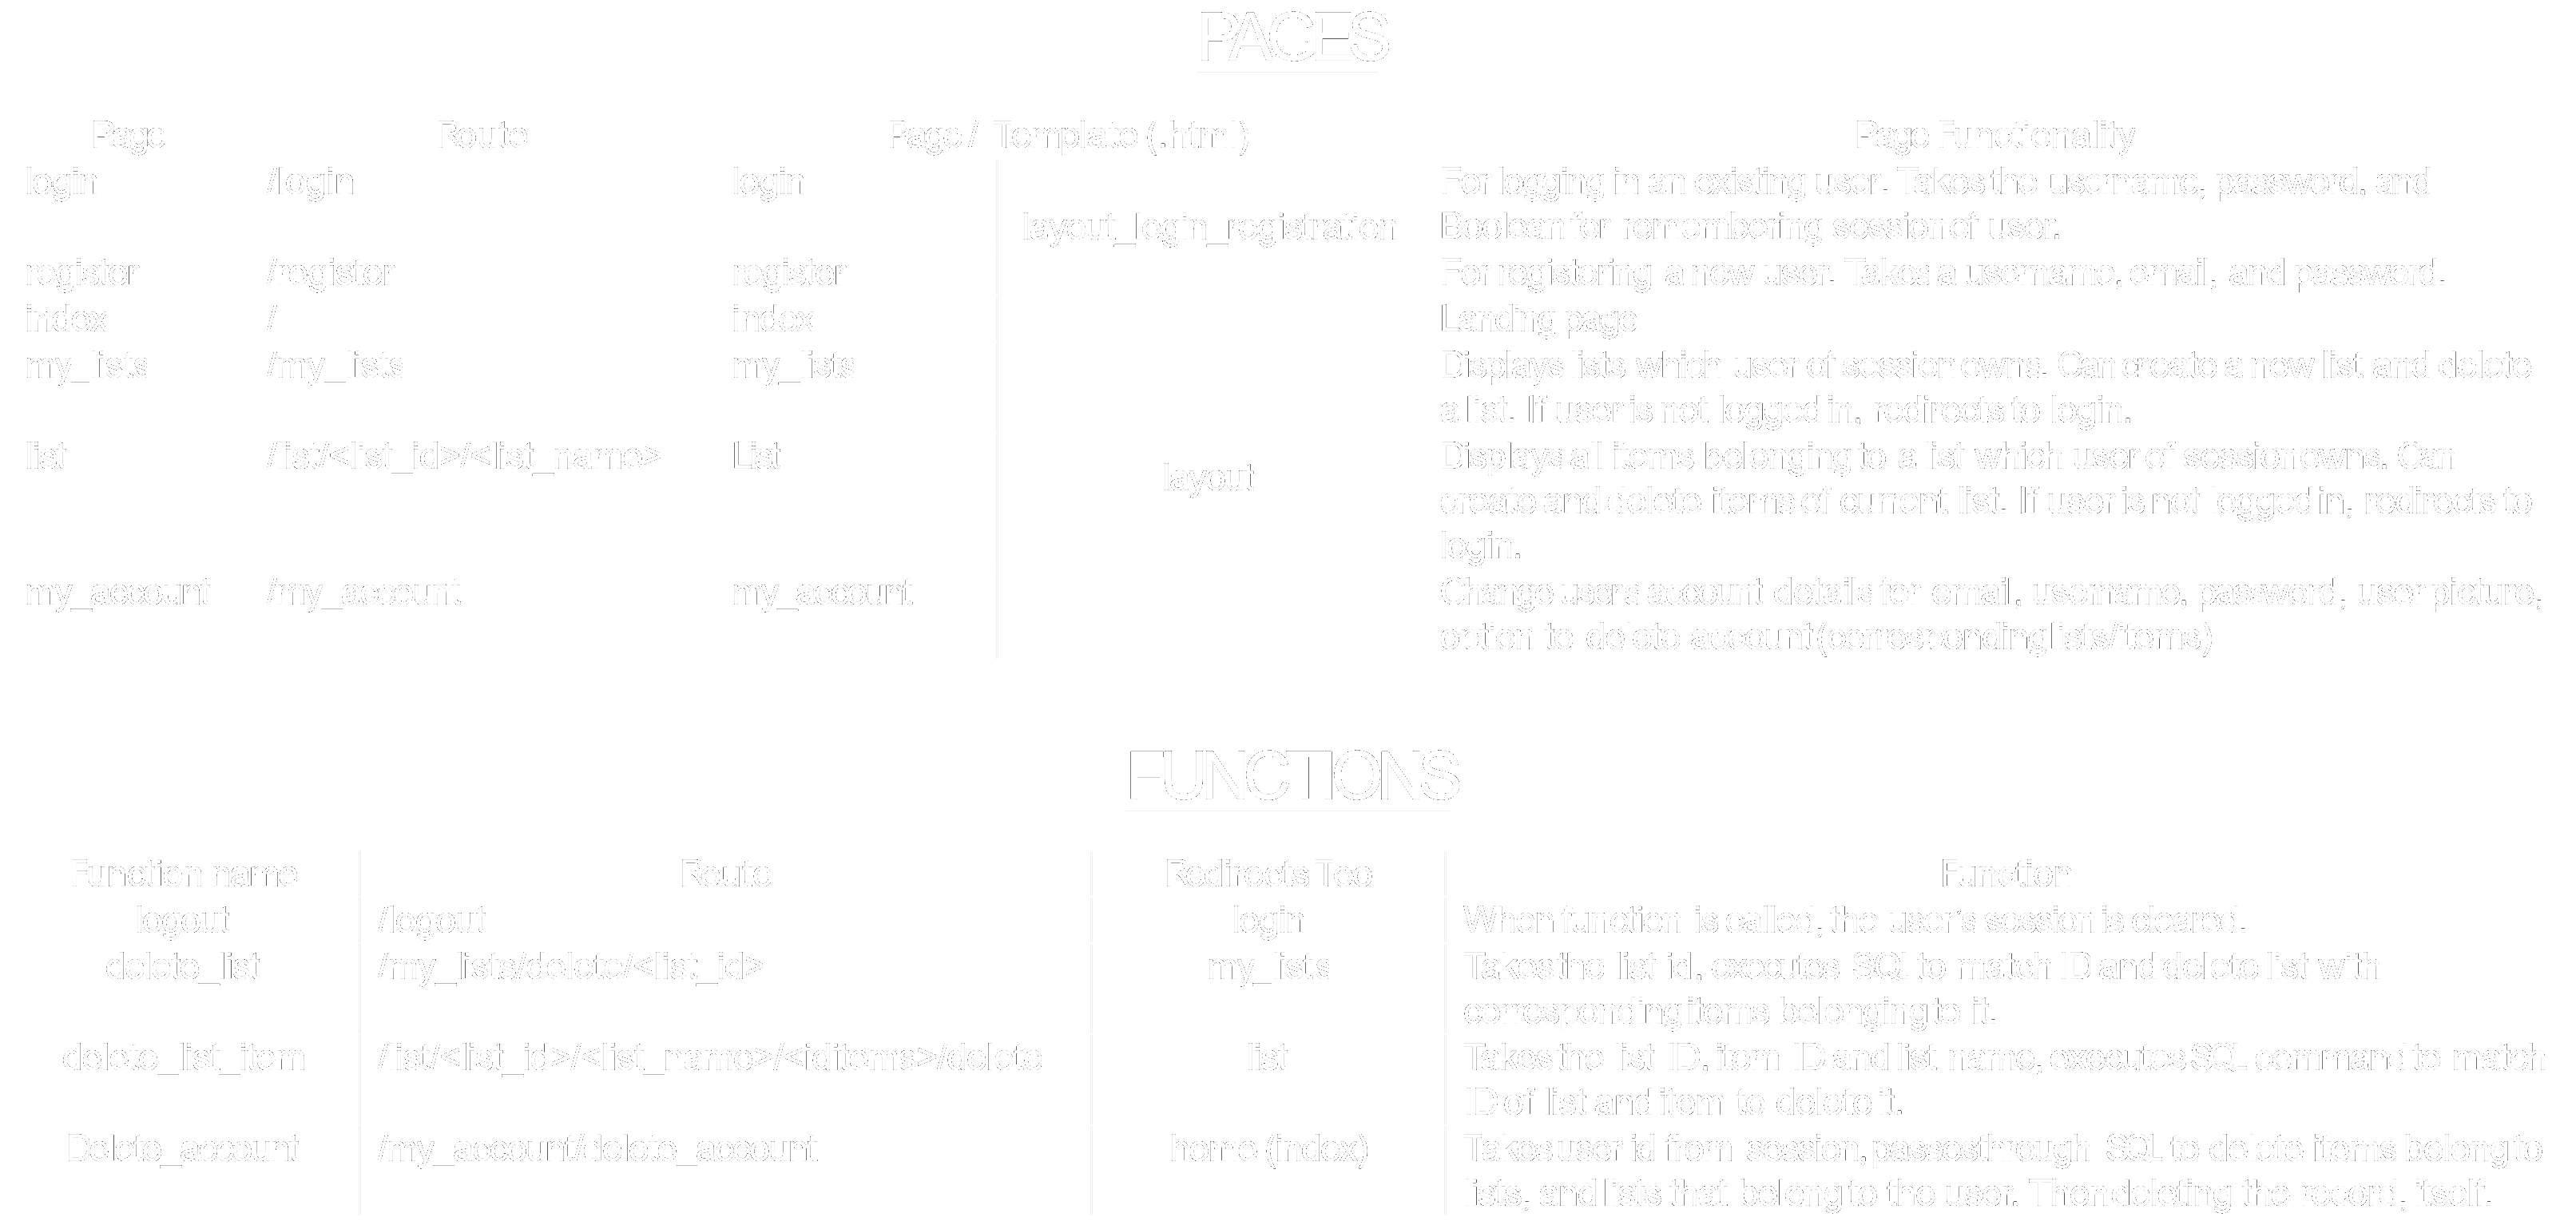 PAGES
Page Route Page / Template (.html) Page Functionality
login /login login For logging in an existing user. Takes the username, password, and
layout_login_registration Boolean for remembering session of user.
register /register register For registering a new user. Takes a username, email, and password.
index / index Landing page
my_lists /my_lists my_lists Displays lists which user of session owns. Can create a new list and delete
a list. If user is not logged in, redirects to login.
list /list/<list_id>/<list_name> List Displays all items belonging to a list which user of session owns. Can
layout create and delete items of current list. If user is not logged in, redirects to
login.
my_account /my_account my_account Change users account details for email, username, password, user picture,
option to delete account(corresponding lists/items)
FUNCTIONS
Function name Route Redirects Too Function
logout /logout login When function is called, the user's session is cleared.
delete_list /my_lists/delete/<list_id> my_lists Takes the list id, executes SQL to match ID and delete list with
corresponding items belonging to it.
delete_list_item /list/<list_id>/<list_name>/<iditems>/delete list Takes the list ID, item ID and list name, executes SQL command to match
ID of list and item to delete it.
Delete_account /my_account/delete_account home (index) Takes user id from session, passes through SQL to delete items belong to
lists, and lists that belong to the user. Then deleting the record, itself.